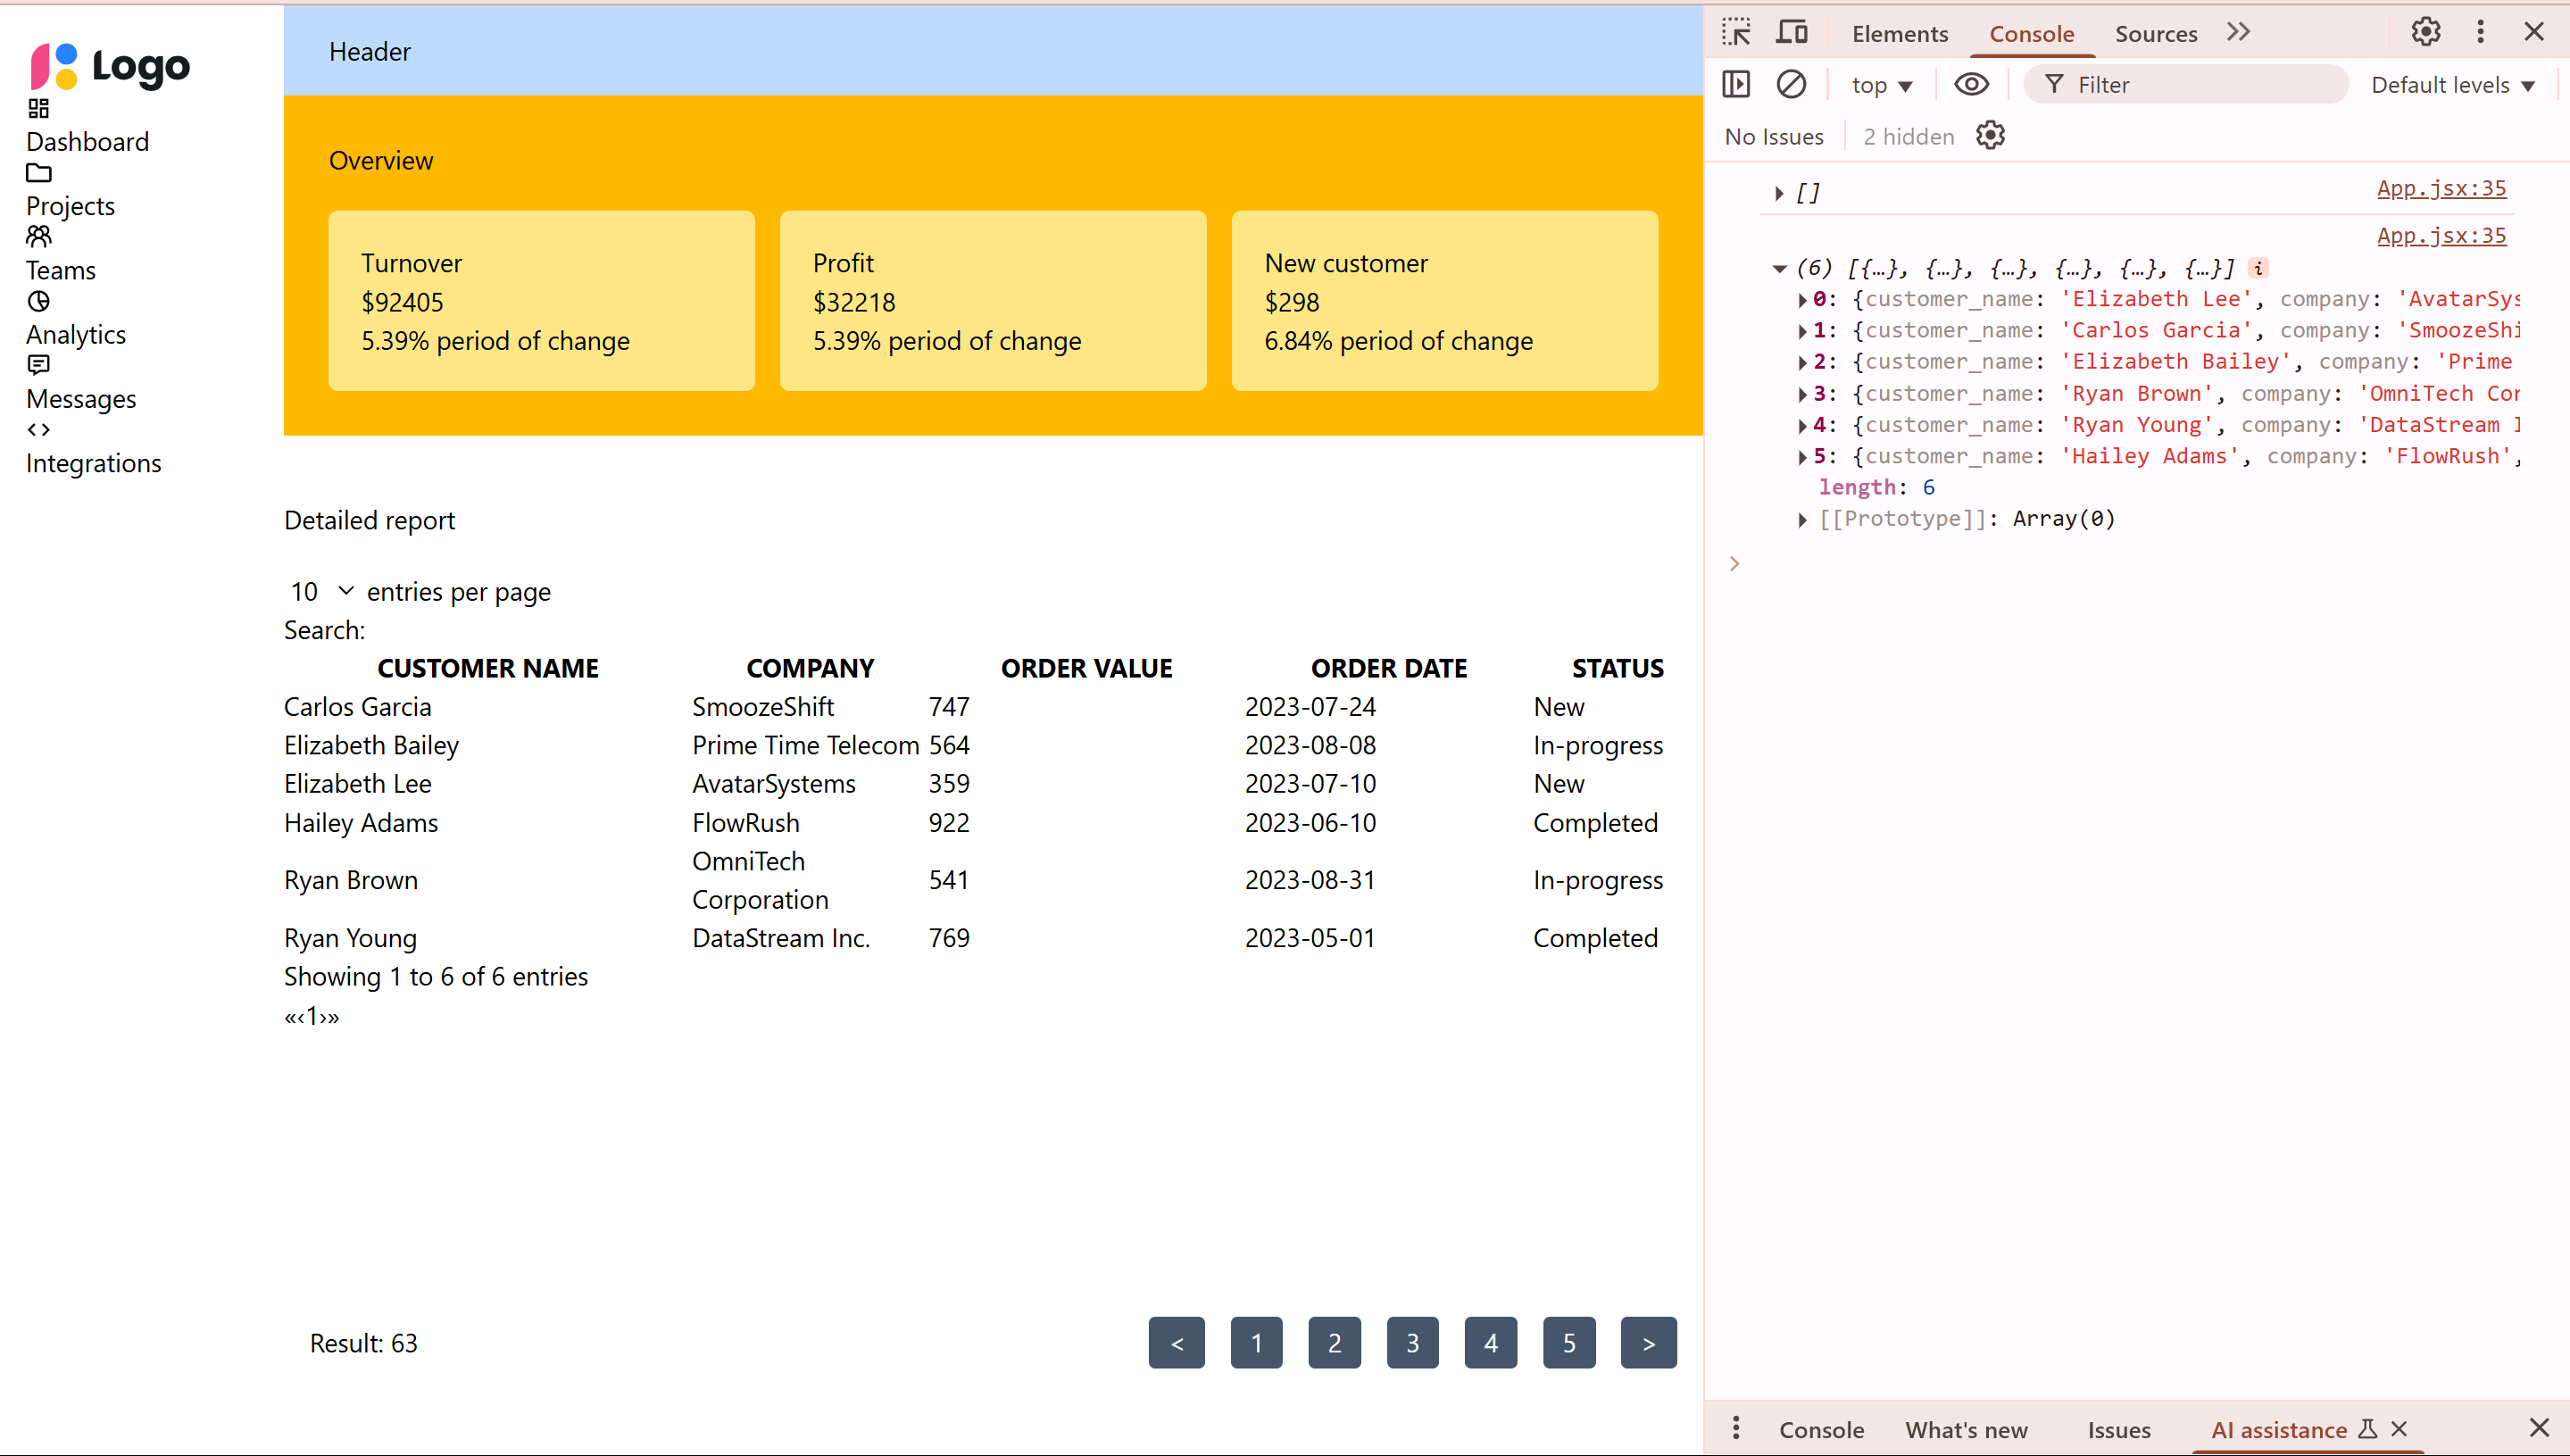 Logo
Dashboard
Projects
Teams
Analytics
Messages
Integrations
Header
Overview
Turnover
$92405
5.39% period of change
Profit
$32218
5.39% period of change
New customer
$298
6.84% period of change
Detailed report
10 entries per page
Search:
CUSTOMER NAME COMPANY ORDER VALUE ORDER DATE STATUS
Carlos Garcia SmoozeShift 747 2023-07-24 New
Elizabeth Bailey Prime Time Telecom 564 2023-08-08 In-progress
Elizabeth Lee AvatarSystems 359 2023-07-10 New
Hailey Adams FlowRush 922 2023-06-10 Completed
Ryan Brown OmniTech Corporation 541 2023-08-31 In-progress
Ryan Young DataStream Inc. 769 2023-05-01 Completed
Showing 1 to 6 of 6 entries
«‹1›»
Result: 63
< 1 2 3 4 5 >
Elements Console Sources
top Filter Default levels
No Issues 2 hidden
[] App.jsx:35
App.jsx:35
(6) [{…}, {…}, {…}, {…}, {…}, {…}] i
0: {customer_name: 'Elizabeth Lee', company: 'AvatarSys
1: {customer_name: 'Carlos Garcia', company: 'SmoozeShi
2: {customer_name: 'Elizabeth Bailey', company: 'Prime
3: {customer_name: 'Ryan Brown', company: 'OmniTech Cor
4: {customer_name: 'Ryan Young', company: 'DataStream I
5: {customer_name: 'Hailey Adams', company: 'FlowRush',
length: 6
[[Prototype]]: Array(0)
Console What's new Issues AI assistance